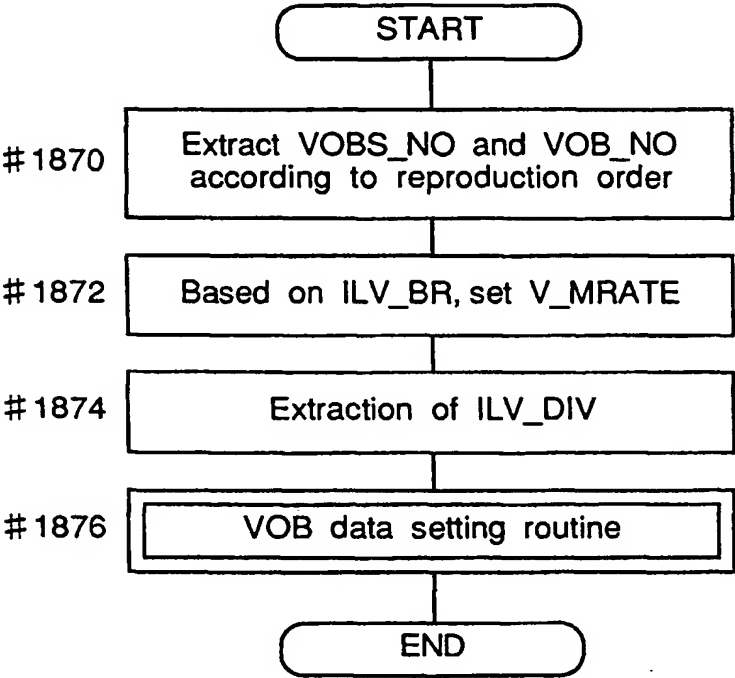 START
#1870
Extract VOBS_NO and VOB_NO
according to reproduction order
#1872
Based on ILV_BR, set V_MRATE
#1874
Extraction of ILV_DIV
#1876
VOB data setting routine
END